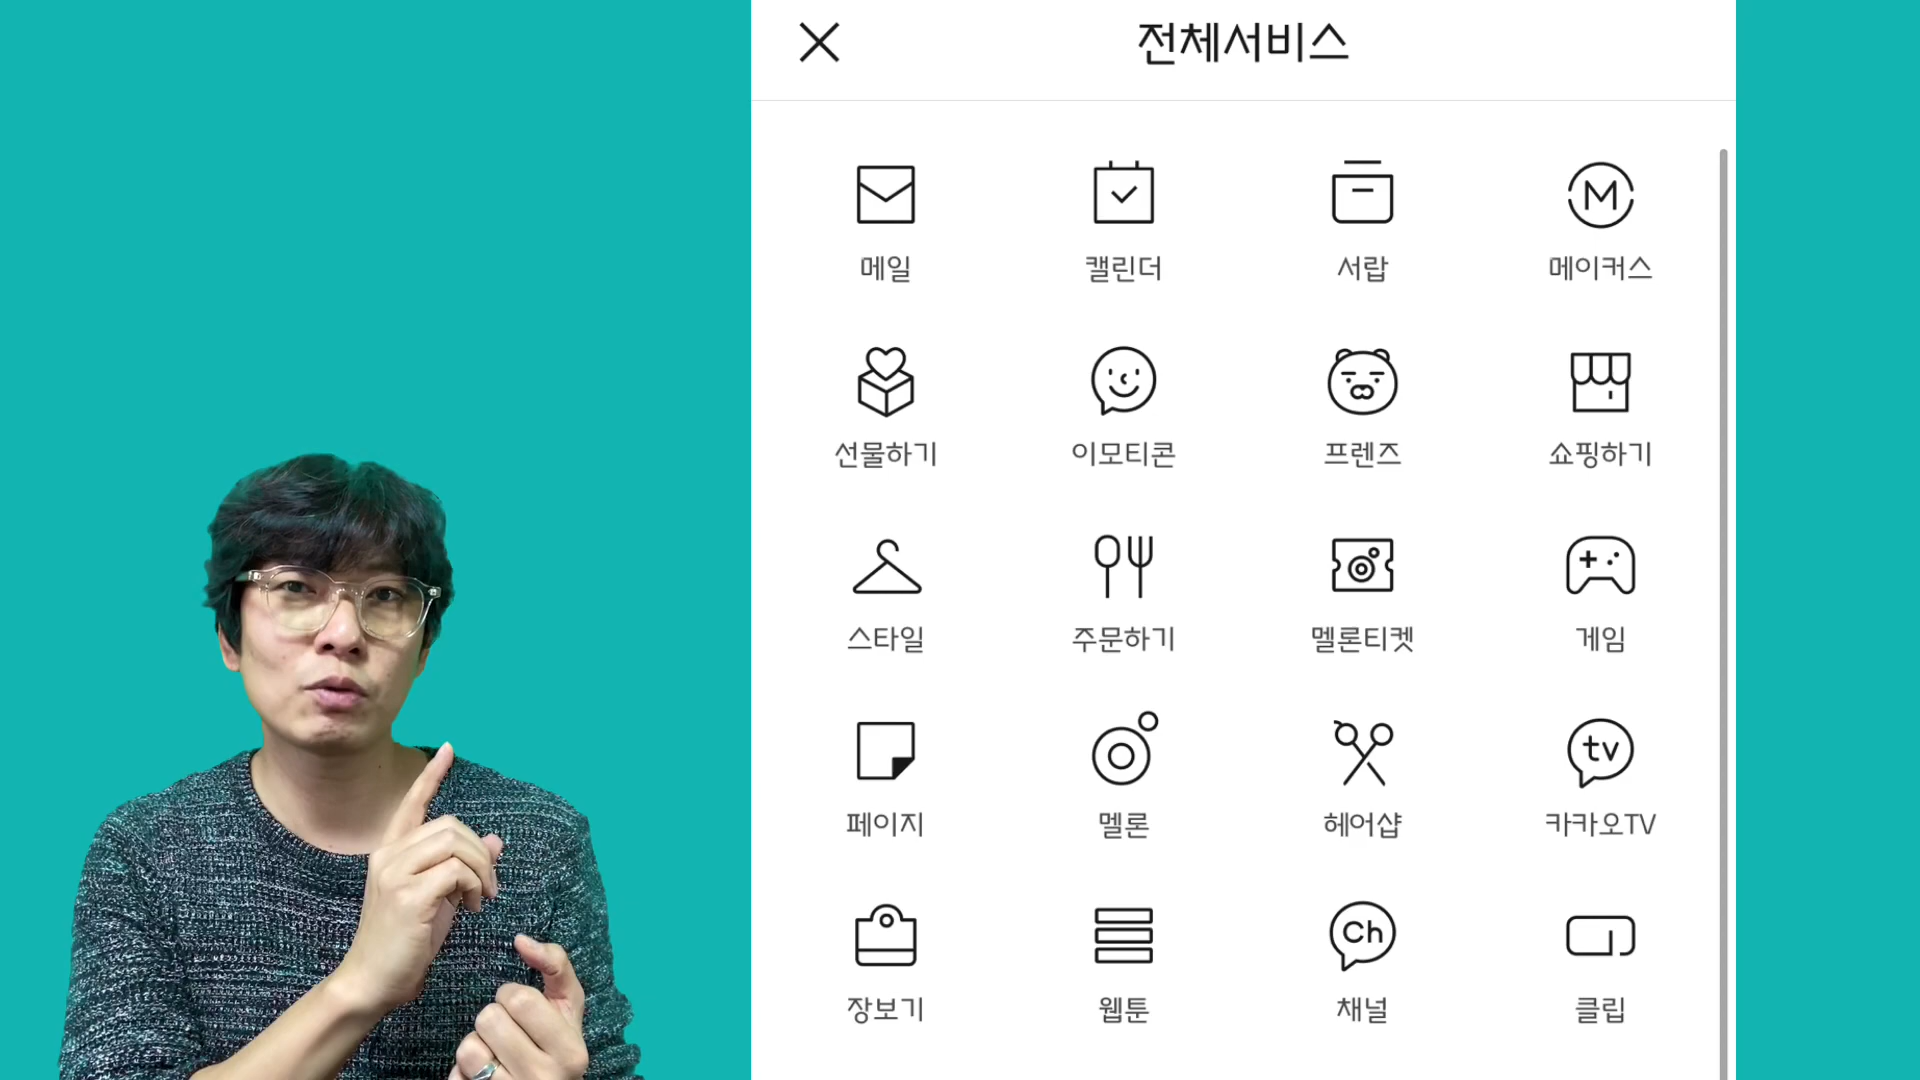 전체서비스
메일 캘린더 서랍 메이커스
선물하기 이모티콘 프렌즈 쇼핑하기
스타일 주문하기 멜론티켓 게임
tv
페이지 멜론 헤어샵 카카오TV
Ch
장보기 웹툰 채널 클립